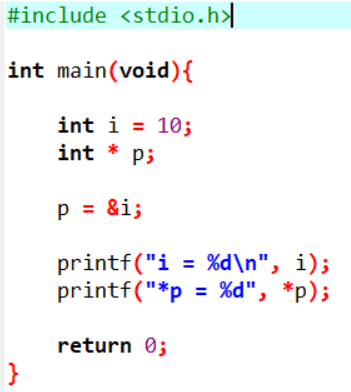 #include <stdio.h>
int main(void){
int i = 10;
int * p;
p = &i;
printf("i = %d\n", i);
printf("*p = %d", *p);
return 0;
}